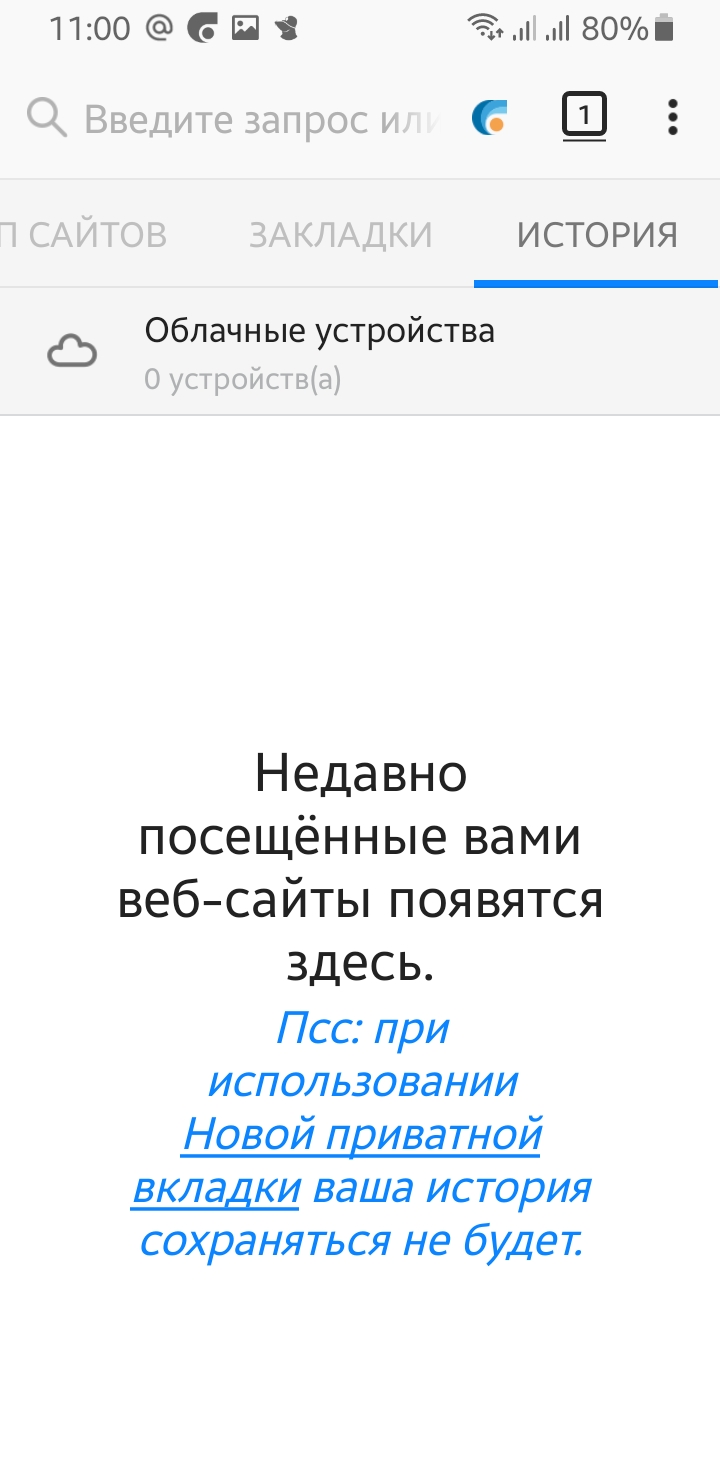 11:00 80%
Введите запрос или
1
П САЙТОВ ЗАКЛАДКИ ИСТОРИЯ
Облачные устройства
0 устройств(а)
Недавно
посещённые вами
веб-сайты появятся
здесь.
Псс: при
использовании
Новой приватной
вкладки ваша история
сохраняться не будет.